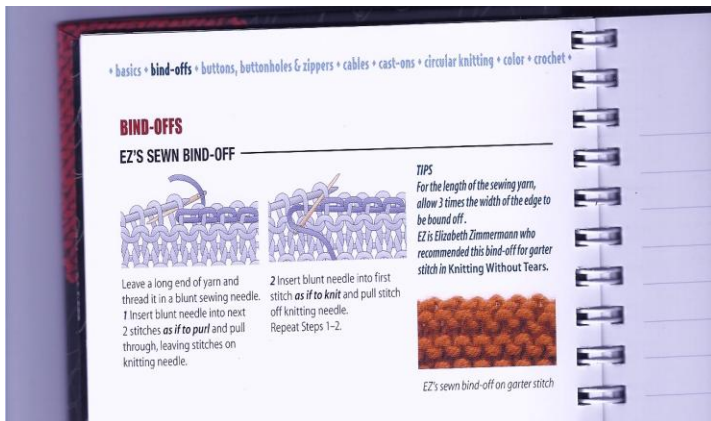 • basics • bind-offs • buttons, buttonholes & zippers • cables • cast-ons • circular knitting • color • crochet •
BIND-OFFS
EZ'S SEWN BIND-OFF
Leave a long end of yarn and
thread it in a blunt sewing needle.
1 Insert blunt needle into next
2 stitches as if to purl and pull
through, leaving stitches on
knitting needle.
2 Insert blunt needle into first
stitch as if to knit and pull stitch
off knitting needle.
Repeat Steps 1–2.
TIPS
For the length of the sewing yarn,
allow 3 times the width of the edge to
be bound off.
EZ is Elizabeth Zimmermann who
recommended this bind-off for garter
stitch in Knitting Without Tears.
EZ's sewn bind-off on garter stitch